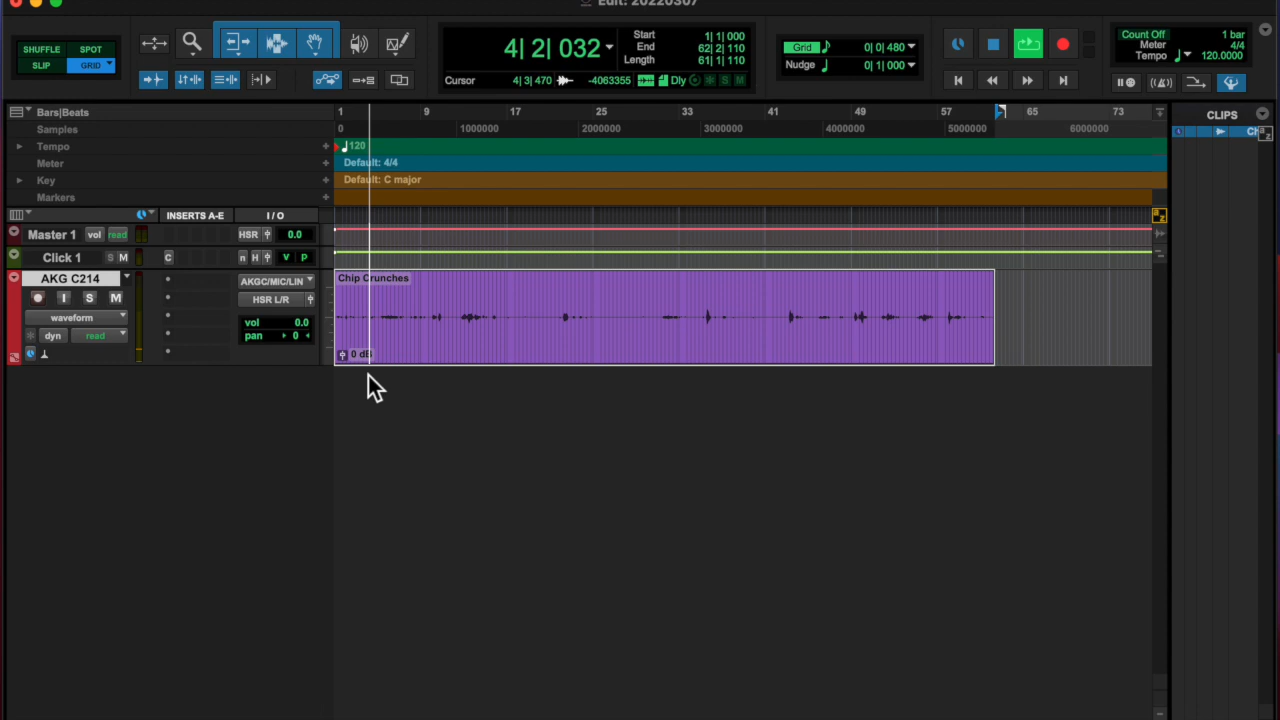 Edit: 20220307
SHUFFLE SPOT
SLIP GRID
4| 2| 032
Start 1| 1| 000
End 62| 2| 110
Length 61| 1| 110
Cursor 4| 3| 470 -4063355 Dly S M
Grid 0| 0| 480
Nudge 0| 1| 000
Count Off 1 bar
Meter 4/4
Tempo 120.0000
Bars|Beats 1 9 17 25 33 41 49 57 65 73
Samples 0 1000000 2000000 3000000 4000000 5000000 6000000
Tempo + 120
Meter + Default: 4/4
Key + Default: C major
Markers +
INSERTS A-E I / O
Master 1 vol read HSR 0.0
Click 1 S M C n H v p
AKG C214 AKGC/MIC/LIN
I S M HSR L/R
waveform
vol 0.0
dyn read pan 0
Chip Crunches
0 dB
CLIPS
Ch
a z
a z